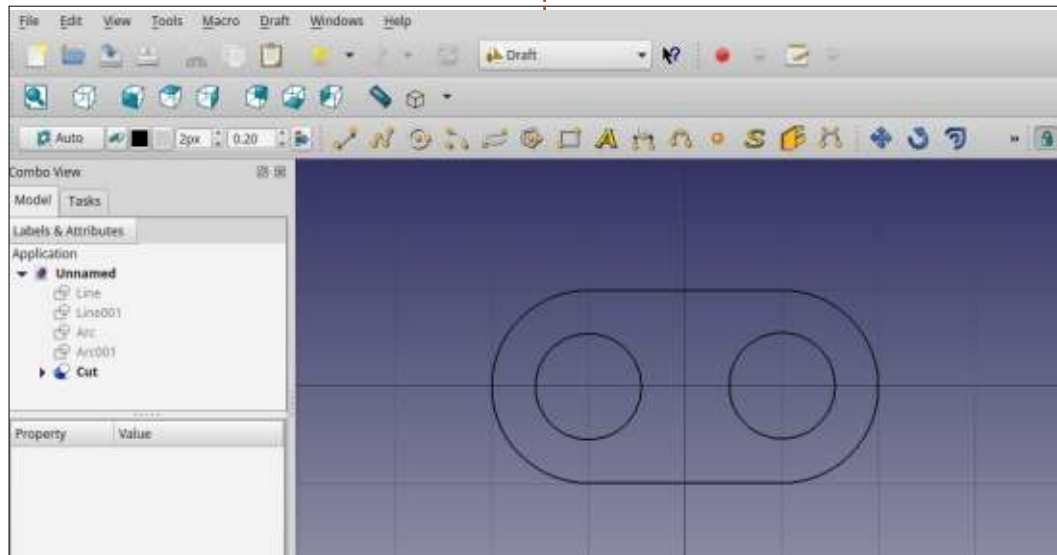 File Edit View Tools Macro Draft Windows Help
Draft
Auto 2px 0.20 »
Combo View
Model Tasks
Labels & Attributes
Application
Unnamed
Line
Line001
Arc
Arc001
Cut
Property Value